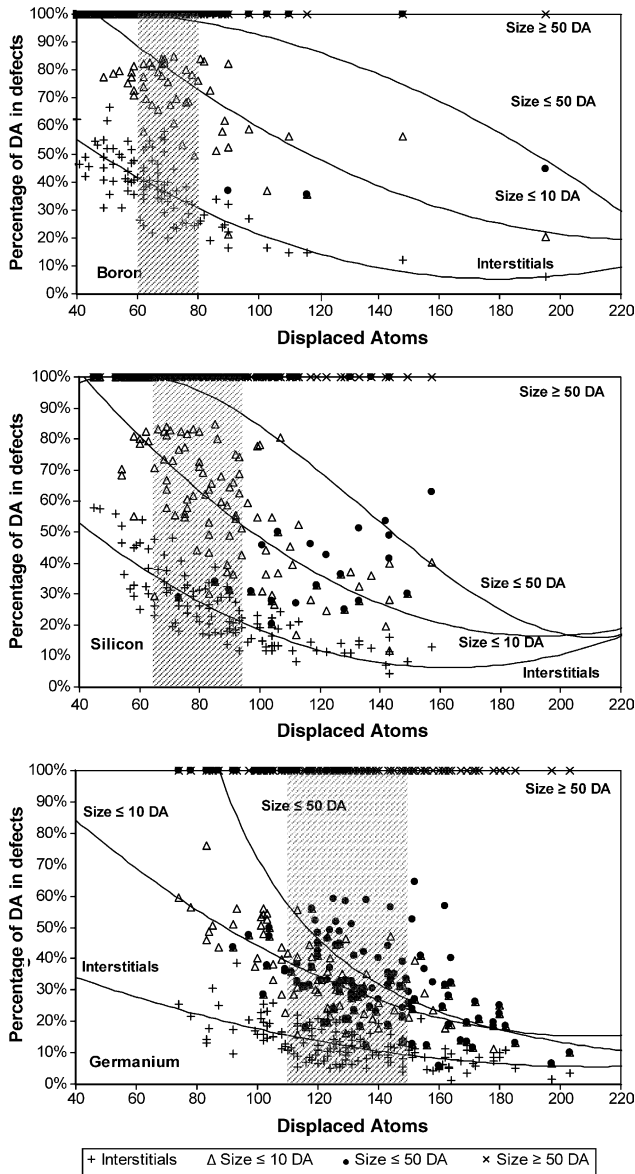 Percentage of DA in defects
100%
90%
80%
70%
60%
50%
40%
30%
20%
10%
0%
Size ≥ 50 DA
Size ≤ 50 DA
Size ≤ 10 DA
Interstitials
Boron
40 60 80 100 120 140 160 180 200 220
Displaced Atoms
Percentage of DA in defects
100%
90%
80%
70%
60%
50%
40%
30%
20%
10%
0%
Size ≥ 50 DA
Size ≤ 50 DA
Size ≤ 10 DA
Interstitials
Silicon
40 60 80 100 120 140 160 180 200 220
Displaced Atoms
Percentage of DA in defects
100%
90%
80%
70%
60%
50%
40%
30%
20%
10%
0%
Size ≤ 10 DA
Size ≤ 50 DA
Size ≥ 50 DA
Interstitials
Germanium
40 60 80 100 120 140 160 180 200 220
Displaced Atoms
+ Interstitials △ Size ≤ 10 DA ● Size ≤ 50 DA × Size ≥ 50 DA